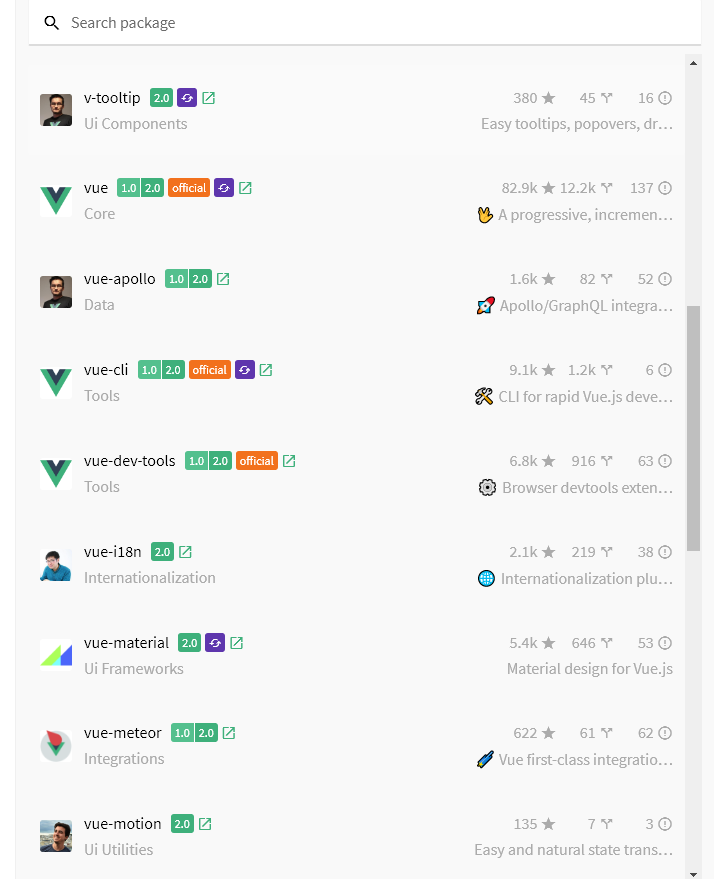 Search package
v-tooltip 2.0 380 45 16
Ui Components Easy tooltips, popovers, dr...
vue 1.0 2.0 official 82.9k 12.2k 137
Core 🖖 A progressive, incremen...
vue-apollo 1.0 2.0 1.6k 82 52
Data 🚀 Apollo/GraphQL integra...
vue-cli 1.0 2.0 official 9.1k 1.2k 6
Tools 🛠️ CLI for rapid Vue.js deve...
vue-dev-tools 1.0 2.0 official 6.8k 916 63
Tools ⚙️ Browser devtools exten...
vue-i18n 2.0 2.1k 219 38
Internationalization 🌐 Internationalization plu...
vue-material 2.0 5.4k 646 53
Ui Frameworks Material design for Vue.js
vue-meteor 1.0 2.0 622 61 62
Integrations Vue first-class integratio...
vue-motion 2.0 135 7 3
Ui Utilities Easy and natural state trans...